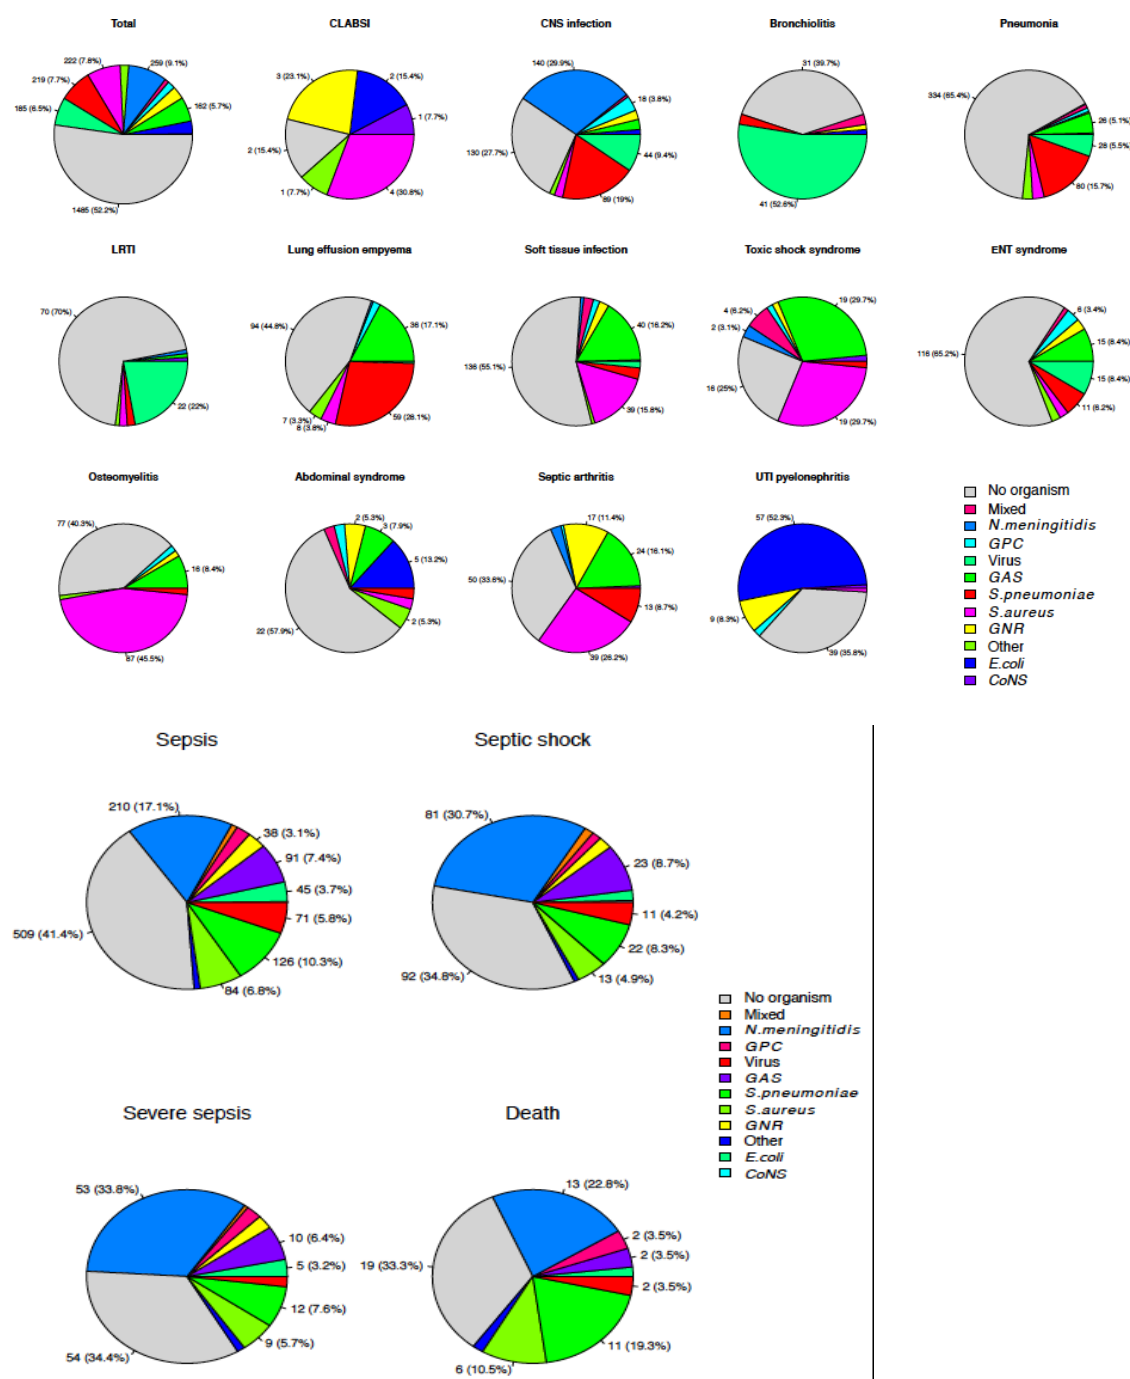 Total
222 (7.8%)
259 (9.1%)
219 (7.7%)
185 (6.5%)
162 (5.7%)
1485 (52.2%)
CLABSI
3 (23.1%)
2 (15.4%)
1 (7.7%)
2 (15.4%)
1 (7.7%)
4 (30.8%)
CNS infection
140 (29.9%)
18 (3.8%)
130 (27.7%)
44 (9.4%)
89 (19%)
Bronchiolitis
31 (39.7%)
41 (52.6%)
Pneumonia
334 (65.4%)
26 (5.1%)
28 (5.5%)
80 (15.7%)
LRTI
70 (70%)
22 (22%)
Lung effusion empyema
94 (44.8%)
36 (17.1%)
7 (3.3%)
8 (3.8%)
59 (28.1%)
Soft tissue infection
40 (16.2%)
136 (55.1%)
39 (15.8%)
Toxic shock syndrome
19 (29.7%)
4 (6.2%)
2 (3.1%)
16 (25%)
19 (29.7%)
ENT syndrome
6 (3.4%)
15 (8.4%)
116 (65.2%)
15 (8.4%)
11 (6.2%)
Osteomyelitis
77 (40.3%)
16 (8.4%)
87 (45.5%)
Abdominal syndrome
2 (5.3%)
3 (7.9%)
5 (13.2%)
22 (57.9%)
2 (5.3%)
Septic arthritis
17 (11.4%)
24 (16.1%)
50 (33.6%)
13 (8.7%)
39 (26.2%)
UTI pyelonephritis
57 (52.3%)
9 (8.3%)
39 (35.8%)
No organism
Mixed
N.meningitidis
GPC
Virus
GAS
S.pneumoniae
S.aureus
GNR
Other
E.coli
CoNS
Sepsis
210 (17.1%)
38 (3.1%)
91 (7.4%)
45 (3.7%)
71 (5.8%)
509 (41.4%)
126 (10.3%)
84 (6.8%)
Septic shock
81 (30.7%)
23 (8.7%)
11 (4.2%)
22 (8.3%)
92 (34.8%)
13 (4.9%)
No organism
Mixed
N.meningitidis
GPC
Virus
GAS
S.pneumoniae
S.aureus
GNR
Other
E.coli
CoNS
Severe sepsis
53 (33.8%)
10 (6.4%)
5 (3.2%)
12 (7.6%)
9 (5.7%)
54 (34.4%)
Death
13 (22.8%)
2 (3.5%)
2 (3.5%)
19 (33.3%)
2 (3.5%)
11 (19.3%)
6 (10.5%)